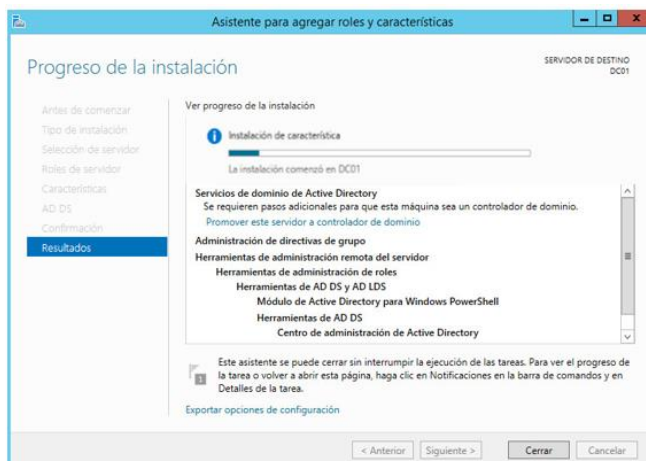 Asistente para agregar roles y características
Progreso de la instalación
SERVIDOR DE DESTINO
DC01
Antes de comenzar
Tipo de instalación
Selección de servidor
Roles de servidor
Características
AD DS
Confirmación
Resultados
Ver progreso de la instalación
Instalación de característica
La instalación comenzó en DC01
Servicios de dominio de Active Directory
Se requieren pasos adicionales para que esta máquina sea un controlador de dominio.
Promover este servidor a controlador de dominio
Administración de directivas de grupo
Herramientas de administración remota del servidor
Herramientas de administración de roles
Herramientas de AD DS y AD LDS
Módulo de Active Directory para Windows PowerShell
Herramientas de AD DS
Centro de administración de Active Directory
1
Este asistente se puede cerrar sin interrumpir la ejecución de las tareas. Para ver el progreso de
la tarea o volver a abrir esta página, haga clic en Notificaciones en la barra de comandos y en
Detalles de la tarea.
Exportar opciones de configuración
< Anterior
Siguiente >
Cerrar
Cancelar